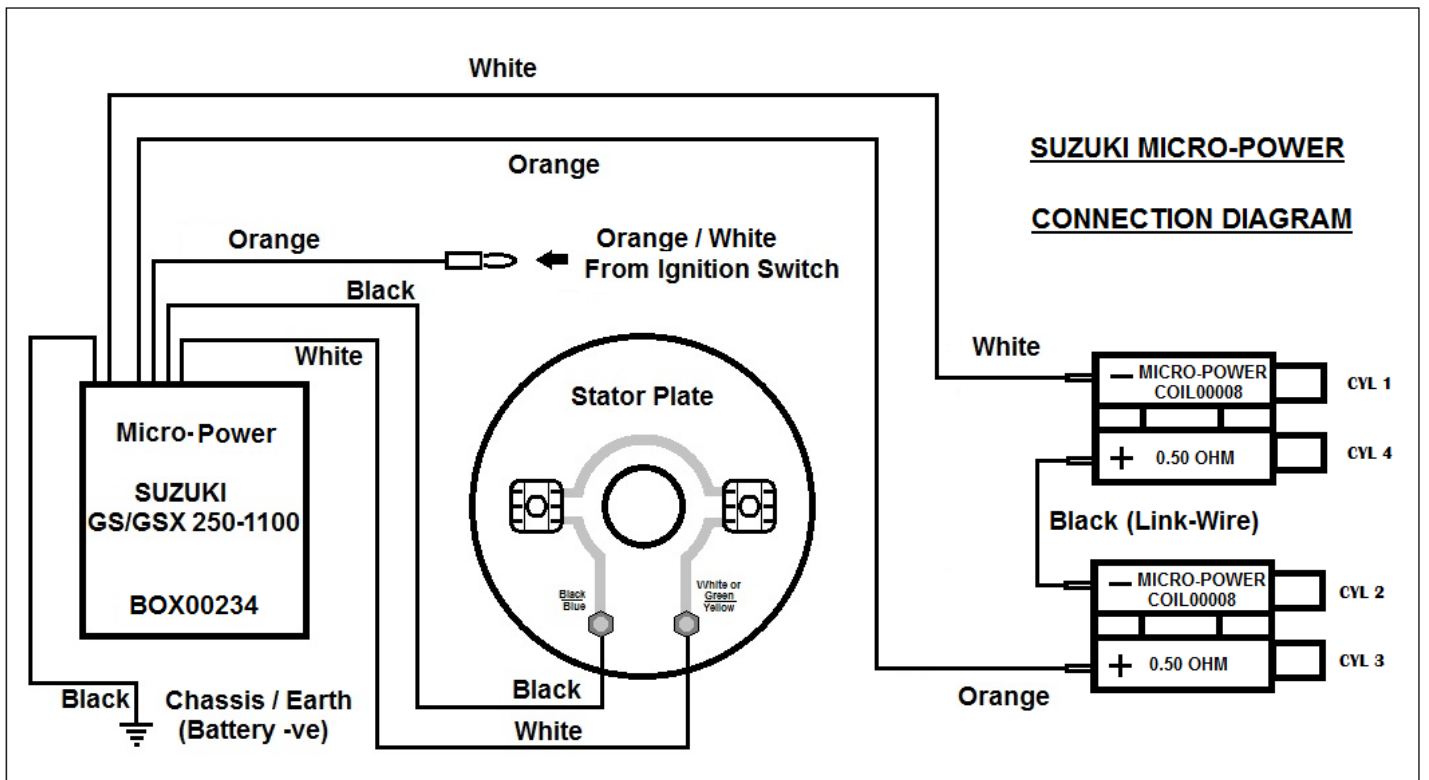 White
Orange
SUZUKI MICRO-POWER
CONNECTION DIAGRAM
Orange
Orange / White
From Ignition Switch
Black
White
Micro-Power
SUZUKI
GS/GSX 250-1100
BOX00234
Black
Chassis / Earth
(Battery -ve)
Stator Plate
Black
Blue
White or
Green
Yellow
Black
White
White
− MICRO-POWER
COIL00008
CYL 1
+ 0.50 OHM
CYL 4
Black (Link-Wire)
− MICRO-POWER
COIL00008
CYL 2
+ 0.50 OHM
CYL 3
Orange